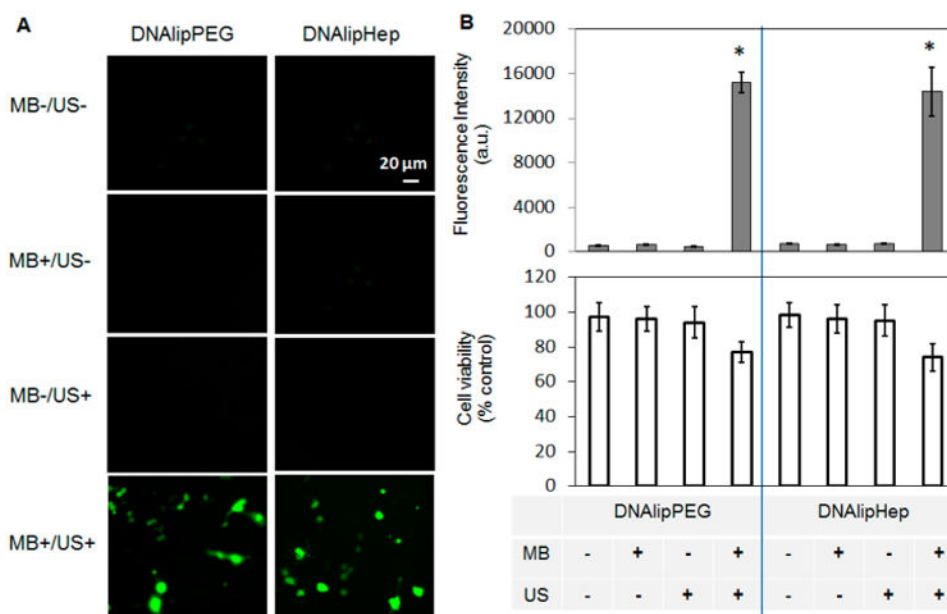 A
DNAlipPEG DNAlipHep
MB-/US-
20 µm
MB+/US-
MB-/US+
MB+/US+
B
Fluorescence Intensity
(a.u.)
20000
16000
12000
8000
4000
0
* *
Cell viability
(% control)
120
100
80
60
40
20
0
DNAlipPEG DNAlipHep
MB - + - + - + - +
US - - + + - - + +